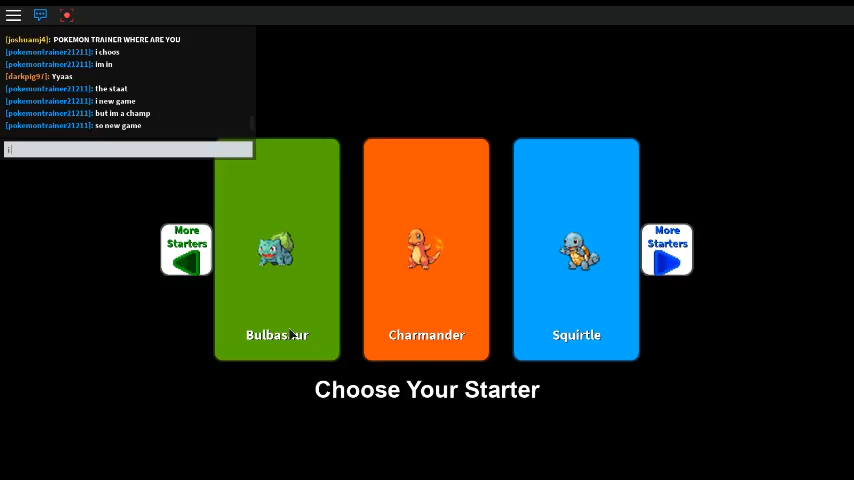 [joshuamj4]: POKEMON TRAINER WHERE ARE YOU
[pokemontrainer21211]: i choos
[pokemontrainer21211]: im in
[darkpig97]: Yyaas
[pokemontrainer21211]: the staat
[pokemontrainer21211]: i new game
[pokemontrainer21211]: but im a champ
[pokemontrainer21211]: so new game
i
More
Starters
More
Starters
Bulbasaur
Charmander
Squirtle
Choose Your Starter